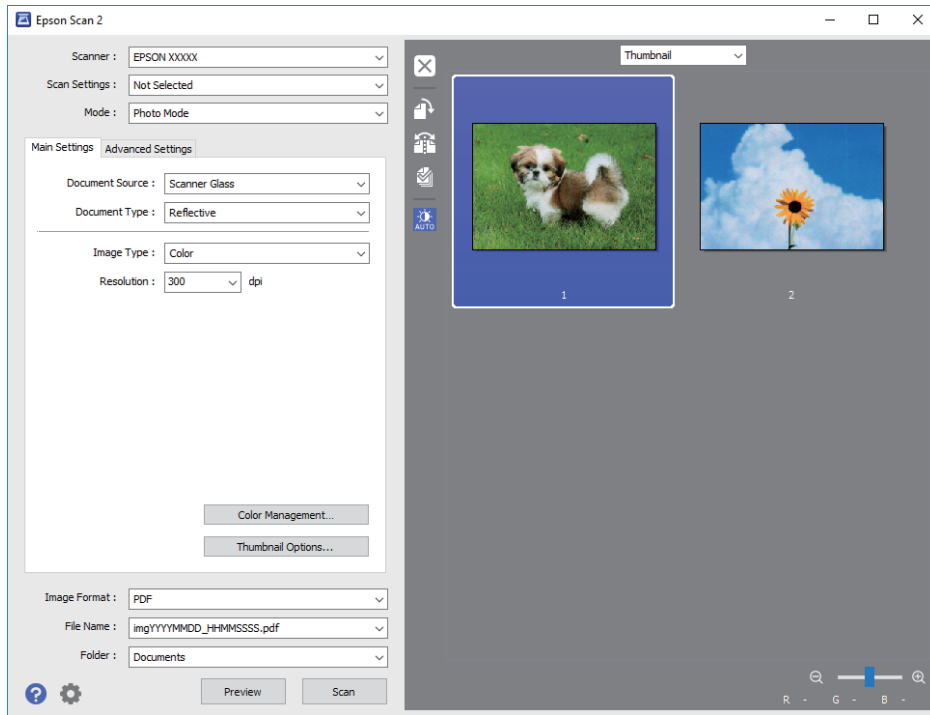 Epson Scan 2
Scanner : EPSON XXXXX
Scan Settings : Not Selected
Mode : Photo Mode
Main Settings Advanced Settings
Document Source : Scanner Glass
Document Type : Reflective
Image Type : Color
Resolution : 300 dpi
Color Management...
Thumbnail Options...
Image Format : PDF
File Name : imgYYYYMMDD_HHMMSSSS.pdf
Folder : Documents
Preview Scan
Thumbnail
AUTO
1 2
R - G - B -